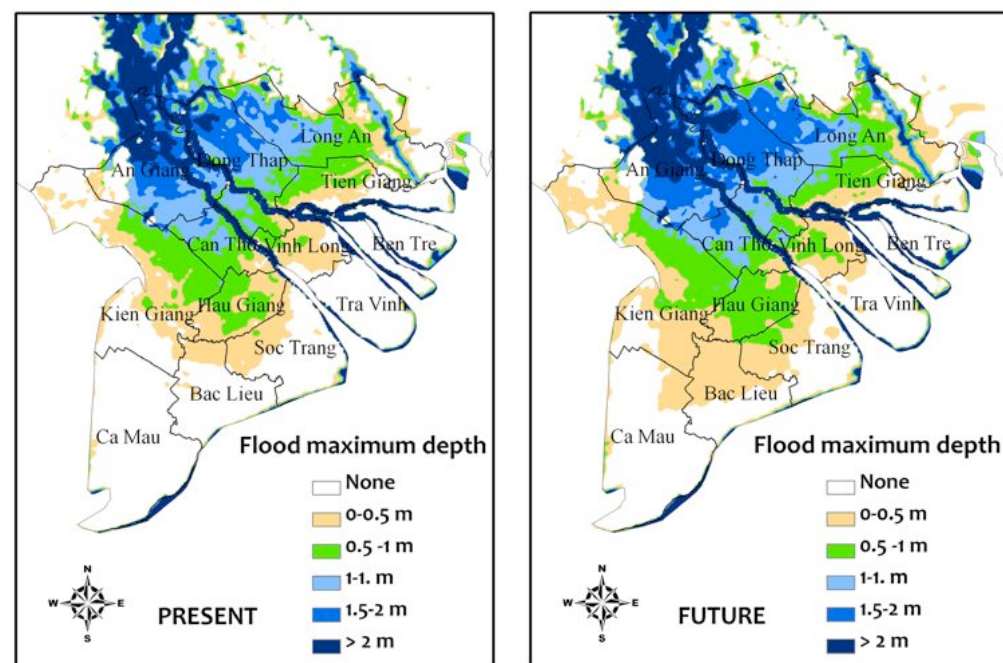 Long An
Dong Thap
An Giang
Tien Giang
Can Tho
Vinh Long
Ben Tre
Kien Giang
Hau Giang
Tra Vinh
Soc Trang
Bac Lieu
Ca Mau
Flood maximum depth
None
0-0.5 m
0.5 -1 m
1-1. m
1.5-2 m
> 2 m
N
W E
S
PRESENT
Long An
Dong Thap
An Giang
Tien Giang
Can Tho
Vinh Long
Ben Tre
Kien Giang
Hau Giang
Tra Vinh
Soc Trang
Bac Lieu
Ca Mau
Flood maximum depth
None
0-0.5 m
0.5 -1 m
1-1. m
1.5-2 m
> 2 m
N
W E
S
FUTURE